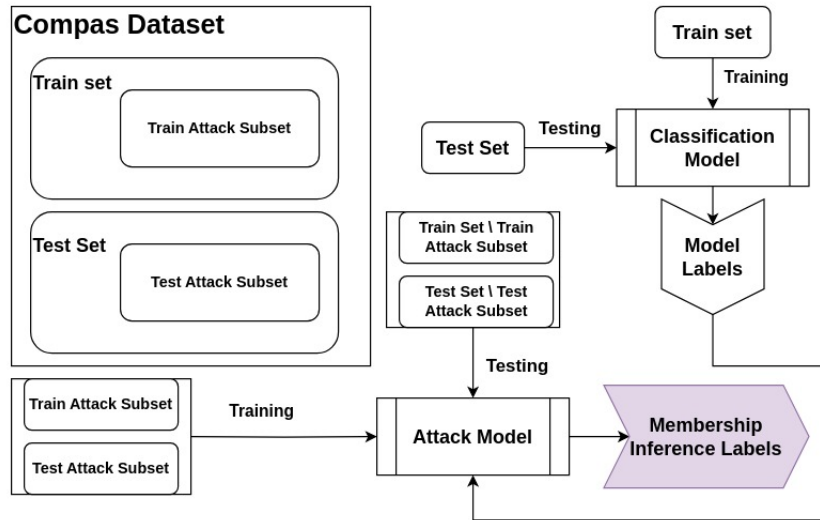 Compas Dataset
Train set
Train Attack Subset
Test Set
Test Attack Subset
Train set
Training
Test Set
Testing
Classification
Model
Model
Labels
Train Set \ Train
Attack Subset
Test Set \ Test
Attack Subset
Testing
Train Attack Subset
Test Attack Subset
Training
Attack Model
Membership
Inference Labels